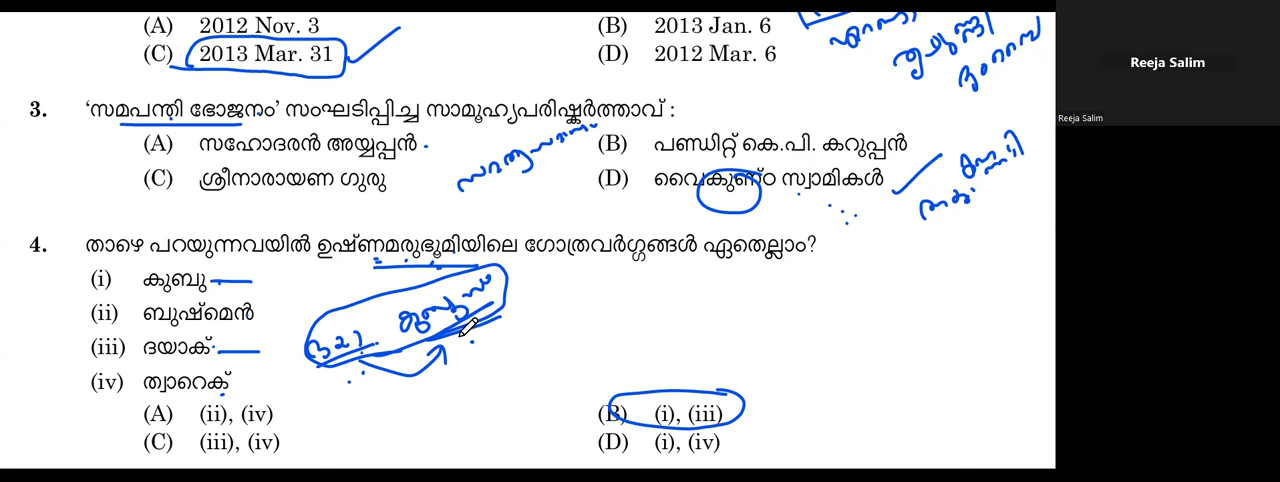 (A) 2012 Nov. 3 (B) 2013 Jan. 6
(C) 2013 Mar. 31 (D) 2012 Mar. 6
3. ‘സമപന്തി ഭോജനം’ സംഘടിപ്പിച്ച സാമൂഹ്യപരിഷ്കർത്താവ് :
(A) സഹോദരൻ അയ്യപ്പൻ (B) പണ്ഡിറ്റ് കെ.പി. കറുപ്പൻ
(C) ശ്രീനാരായണ ഗുരു (D) വൈകുണ്ഠ സ്വാമികൾ
4. താഴെ പറയുന്നവയിൽ ഉഷ്ണമരുഭൂമിയിലെ ഗോത്രവർഗ്ഗങ്ങൾ ഏതെല്ലാം?
(i) കുബു
(ii) ബുഷ്മെൻ
(iii) ദയാക്
(iv) ത്വാറെക്
(A) (ii), (iv) (B) (i), (iii)
(C) (iii), (iv) (D) (i), (iv)
Reeja Salim
Reeja Salim